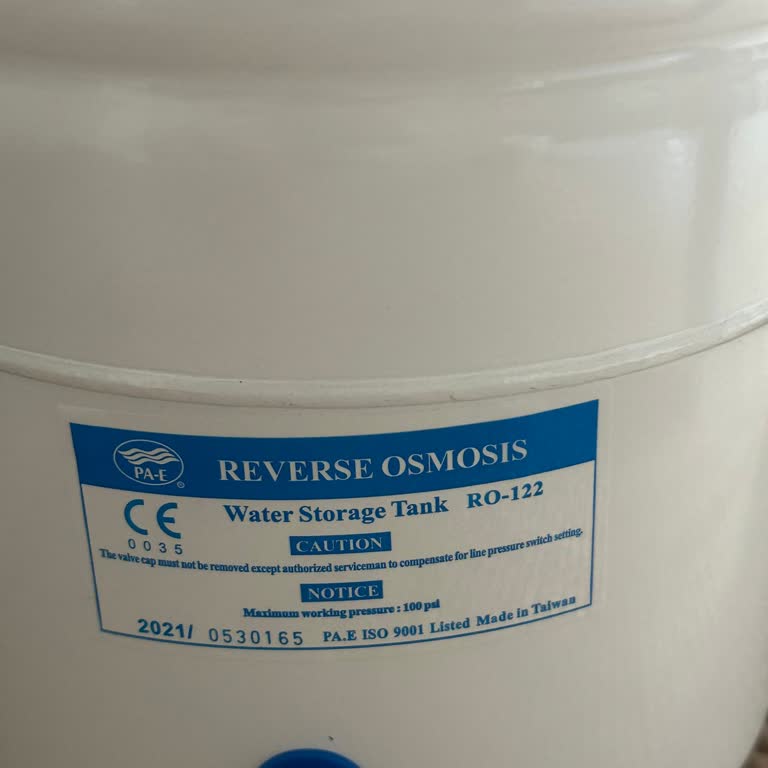 PA-E ®
REVERSE OSMOSIS
Water Storage Tank RO-122
CE
0035
CAUTION
The valve cap must not be removed except authorized serviceman to compensate for line pressure switch setting.
NOTICE
Maximum working pressure : 100 psi
2021/ 0530165 PA.E ISO 9001 Listed Made in Taiwan